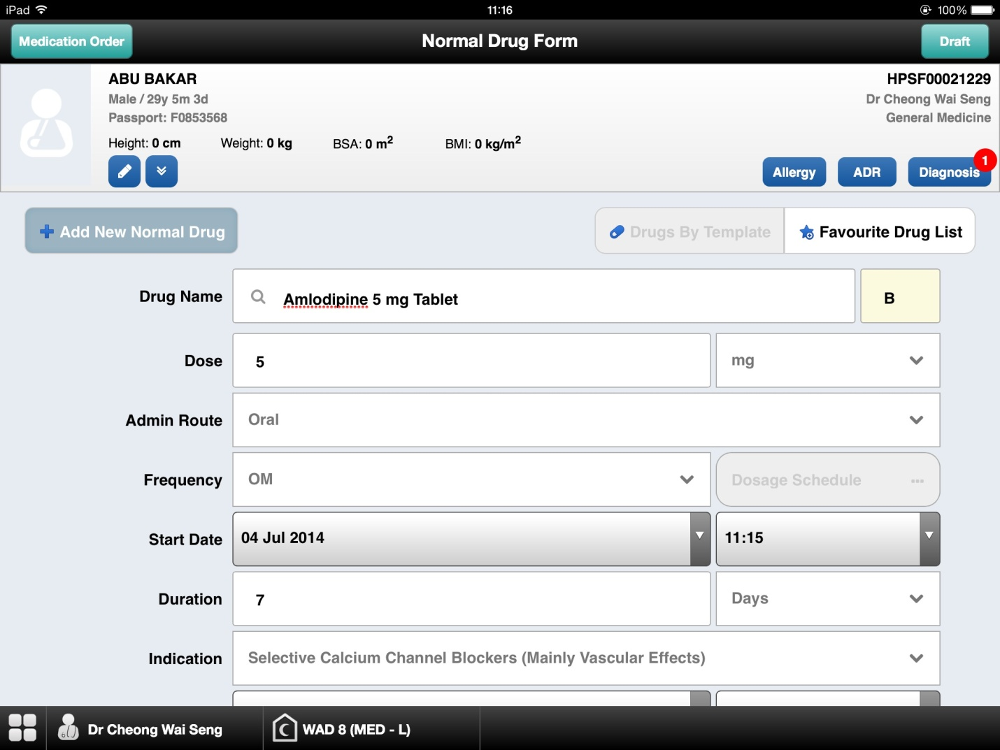 iPad 11:16 100%
Medication Order Normal Drug Form Draft
ABU BAKAR HPSF00021229
Male / 29y 5m 3d Dr Cheong Wai Seng
Passport: F0853568 General Medicine
Height: 0 cm Weight: 0 kg BSA: 0 m² BMI: 0 kg/m²
Allergy ADR Diagnosis 1
Add New Normal Drug Drugs By Template Favourite Drug List
Drug Name Amlodipine 5 mg Tablet B
Dose 5 mg
Admin Route Oral
Frequency OM Dosage Schedule ...
Start Date 04 Jul 2014 11:15
Duration 7 Days
Indication Selective Calcium Channel Blockers (Mainly Vascular Effects)
Dr Cheong Wai Seng WAD 8 (MED - L)